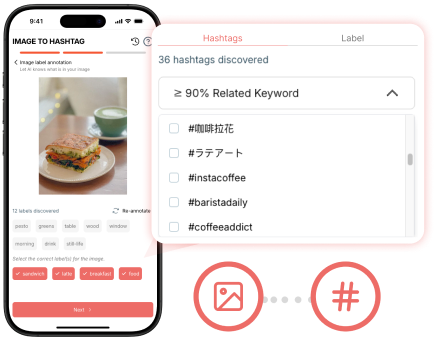 9:41
IMAGE TO HASHTAG
Image label annotation
Let AI knows what is in your image
12 labels discovered
Re-annotate
pesto greens table wood window
morning drink still-life
Select the correct label(s) for the image
sandwich latte breakfast food
Next
Hashtags Label
36 hashtags discovered
≥ 90% Related Keyword
#咖啡拉花
#ラテアート
#instacoffee
#baristadaily
#coffeeaddict
#